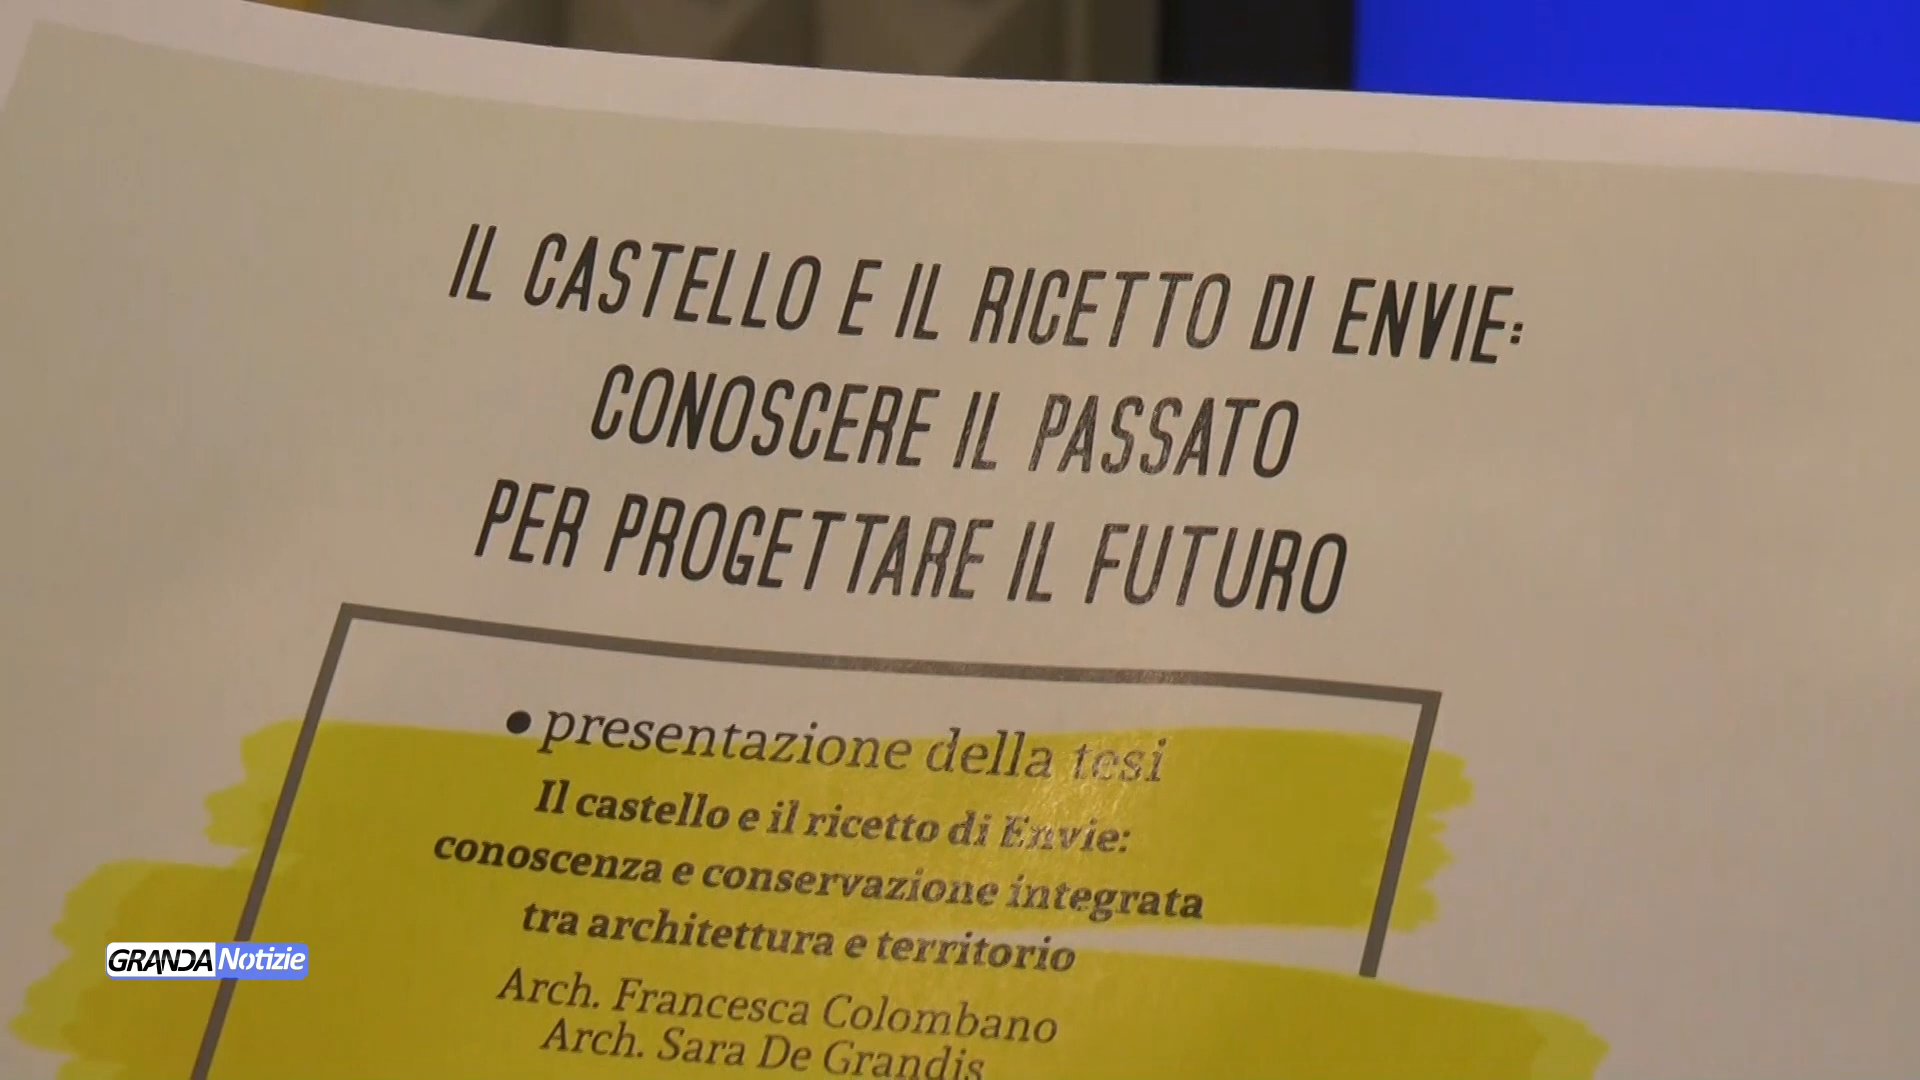 IL CASTELLO E IL RICETTO DI ENVIE:
CONOSCERE IL PASSATO
PER PROGETTARE IL FUTURO
• presentazione della tesi
Il castello e il ricetto di Envie:
conoscenza e conservazione integrata
tra architettura e territorio
Arch. Francesca Colombano
Arch. Sara De Grandis
GRANDA Notizie